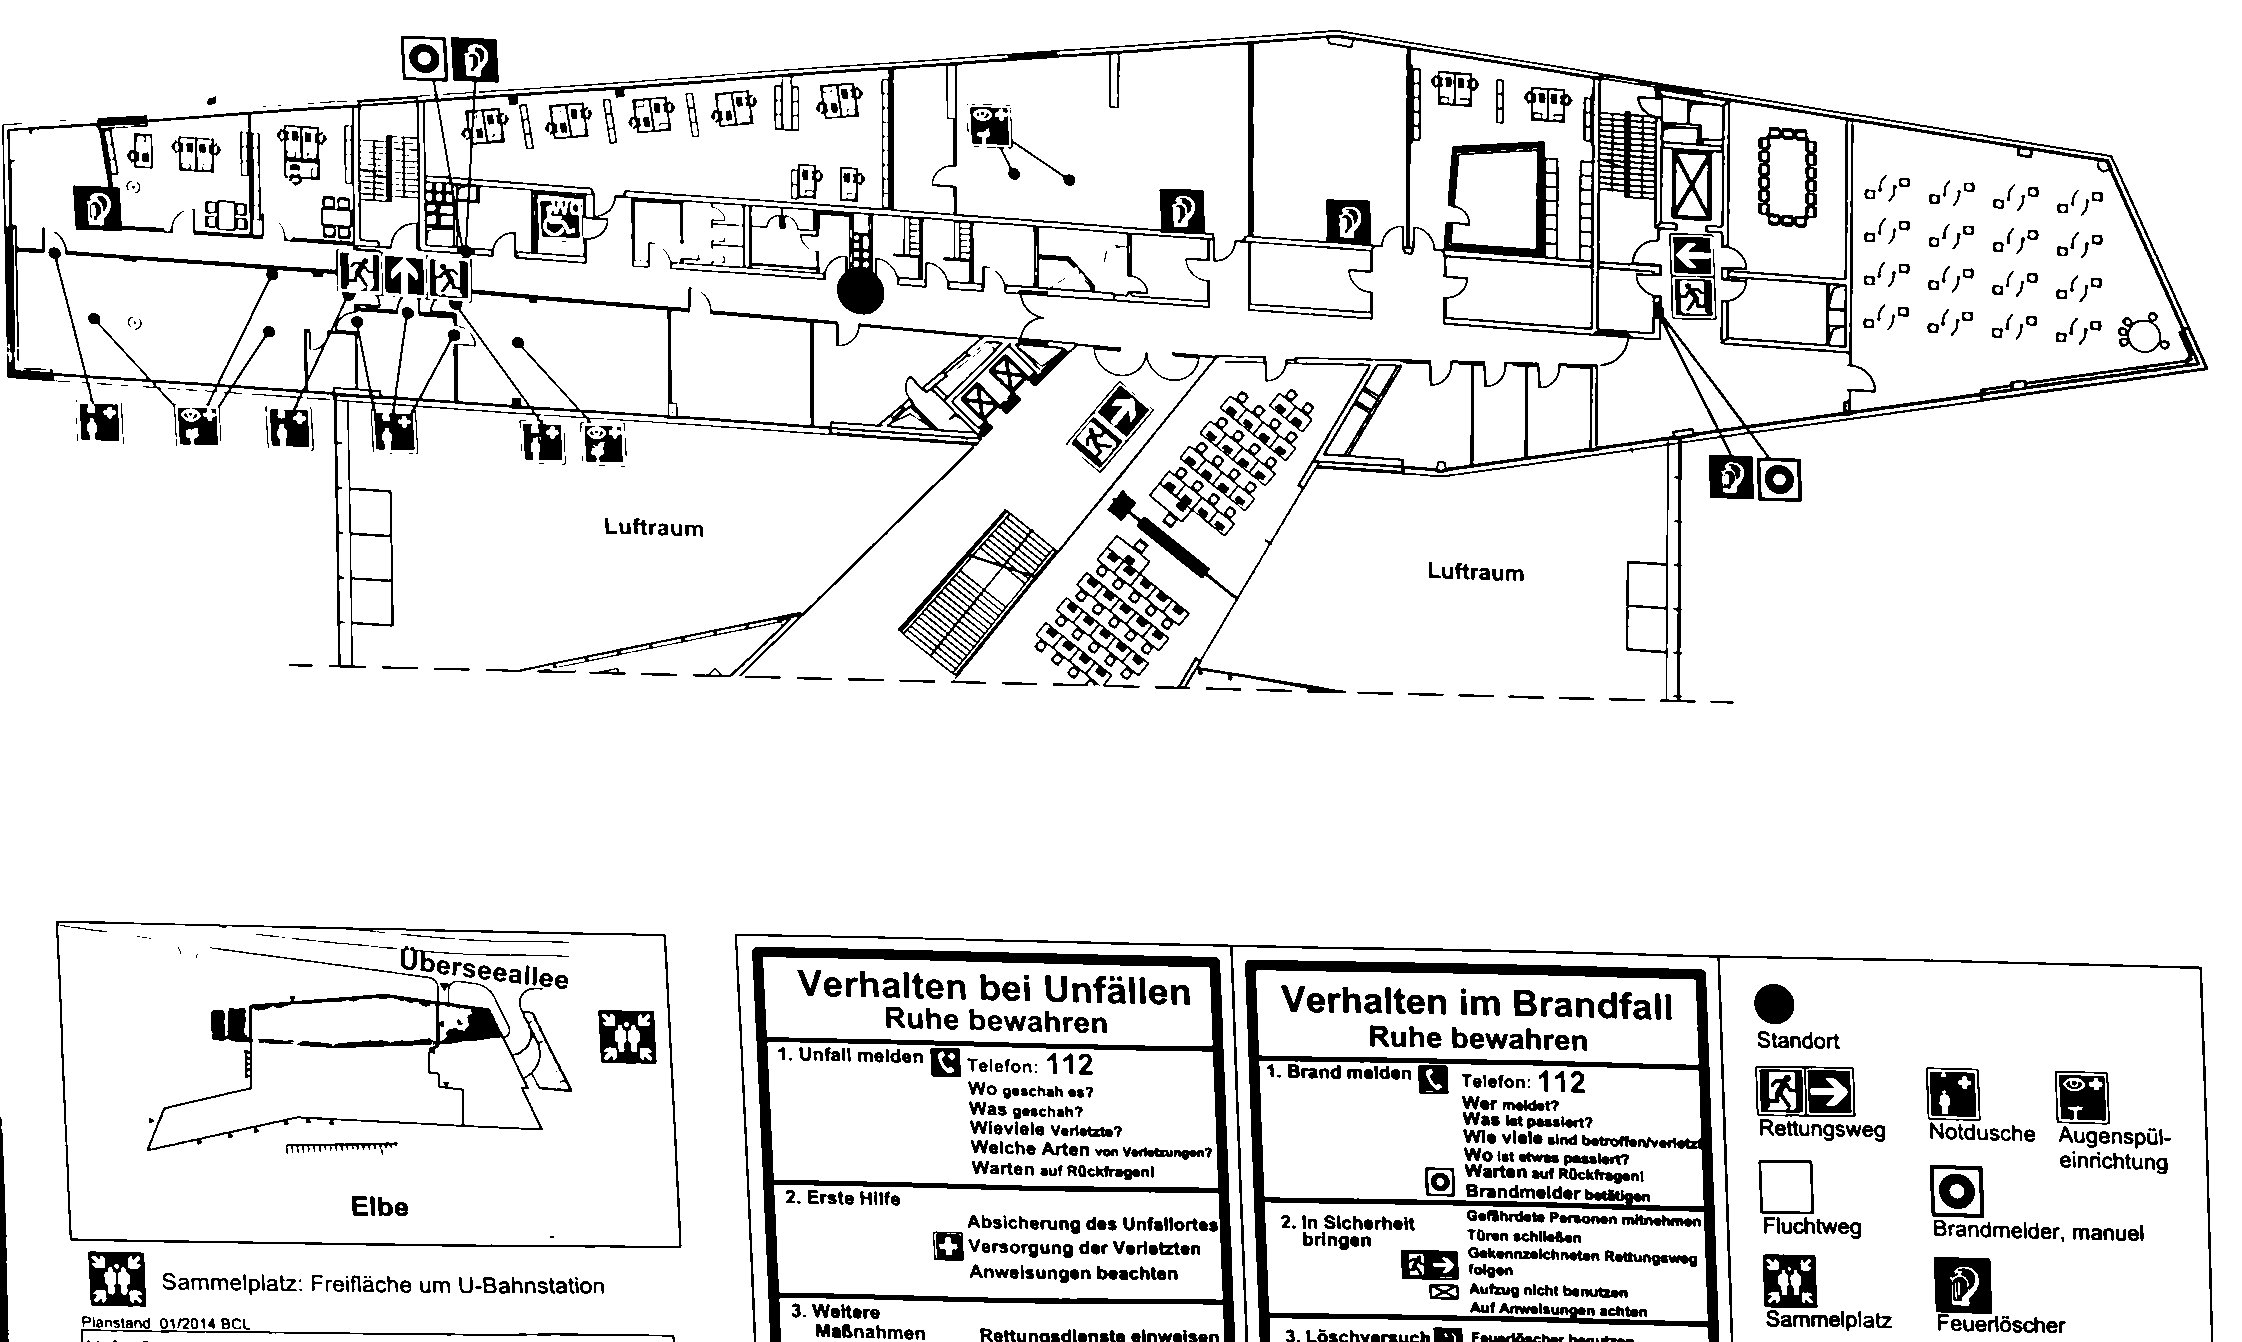 WC
Luftraum
Luftraum
Überseeallee
Elbe
Sammelplatz: Freifläche um U-Bahnstation
Planstand 01/2014 BCL
Verhalten bei Unfällen
Ruhe bewahren
1. Unfall melden Telefon: 112
Wo geschah es?
Was geschah?
Wieviele Verletzte?
Welche Arten von Verletzungen?
Warten auf Rückfragen!
2. Erste Hilfe
Absicherung des Unfallortes
Versorgung der Verletzten
Anweisungen beachten
3. Weitere
Maßnahmen
Rettungsdienste einweisen
Verhalten im Brandfall
Ruhe bewahren
1. Brand melden Telefon: 112
Wer meldet?
Was ist passiert?
Wie viele sind betroffen/verletzt
Wo ist etwas passiert?
Warten auf Rückfragen!
Brandmelder betätigen
2. In Sicherheit
bringen
Gefährdete Personen mitnehmen
Türen schließen
Gekennzeichneten Rettungsweg
folgen
Aufzug nicht benutzen
Auf Anweisungen achten
3. Löschversuch Feuerlöscher benutzen
Standort
Rettungsweg
Notdusche
Augenspül-
einrichtung
Fluchtweg
Brandmelder, manuel
Sammelplatz
Feuerlöscher